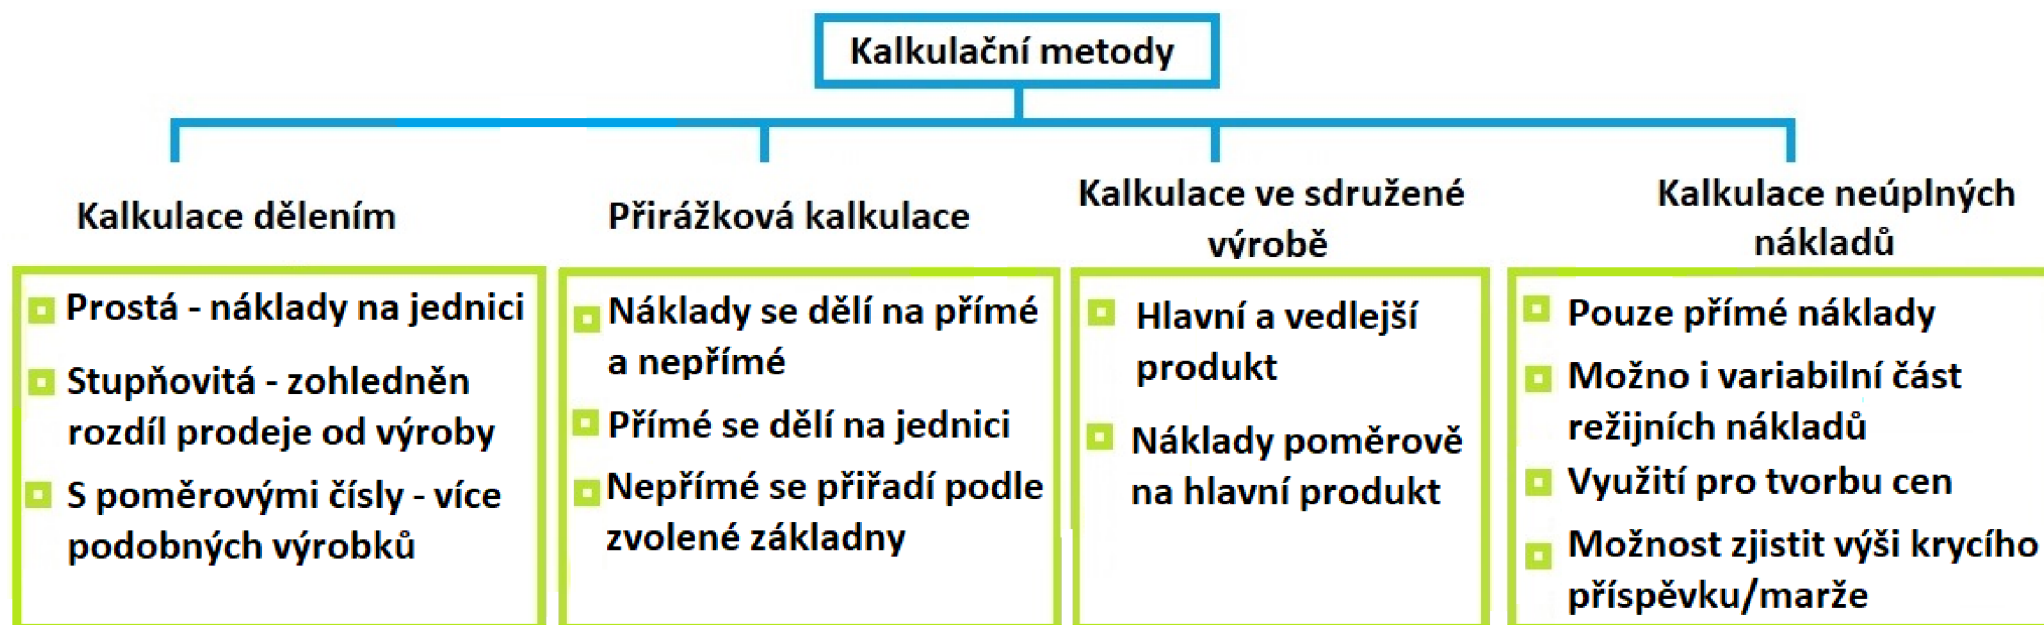 Kalkulační metody
Kalkulace dělením
Prostá - náklady na jednici
Stupňovitá - zohledněn
rozdíl prodeje od výroby
S poměrovými čísly - více
podobných výrobků
Přirážková kalkulace
Náklady se dělí na přímé
a nepřímé
Přímé se dělí na jednici
Nepřímé se přiřadí podle
zvolené základny
Kalkulace ve sdružené
výrobě
Hlavní a vedlejší
produkt
Náklady poměrově
na hlavní produkt
Kalkulace neúplných
nákladů
Pouze přímé náklady
Možno i variabilní část
režijních nákladů
Využití pro tvorbu cen
Možnost zjistit výši krycího
příspěvku/marže